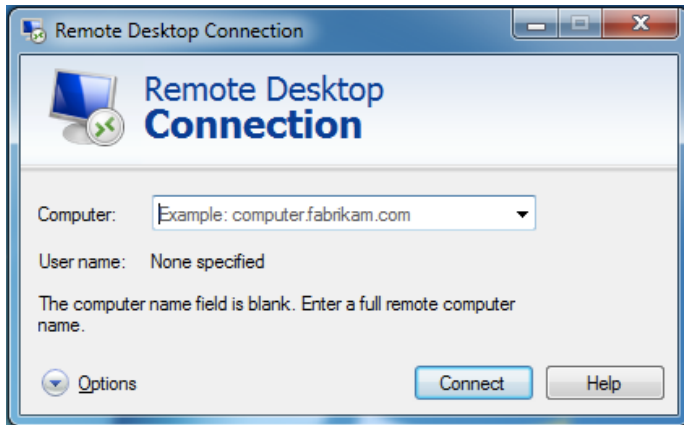 Remote Desktop Connection
Remote Desktop
Connection
Computer: Example: computer.fabrikam.com
User name: None specified
The computer name field is blank. Enter a full remote computer
name.
Options Connect Help